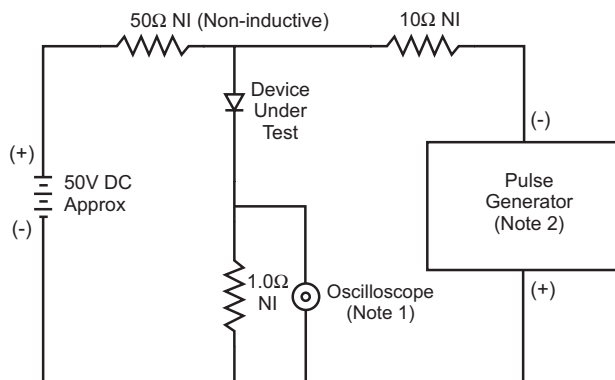 50Ω NI (Non-inductive)
10Ω NI
Device
Under
Test
(+)
50V DC
Approx
(-)
(-)
Pulse
Generator
(Note 2)
(+)
1.0Ω
NI
Oscilloscope
(Note 1)